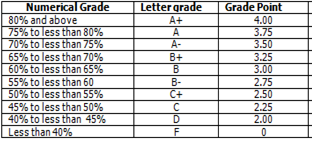 Numerical Grade Letter grade Grade Point
80% and above A+ 4.00
75% to less than 80% A 3.75
70% to less than 75% A- 3.50
65% to less than 70% B+ 3.25
60% to less than 65% B 3.00
55% to less than 60 B- 2.75
50% to less than 55% C+ 2.50
45% to less than 50% C 2.25
40% to less than 45% D 2.00
Less than 40% F 0